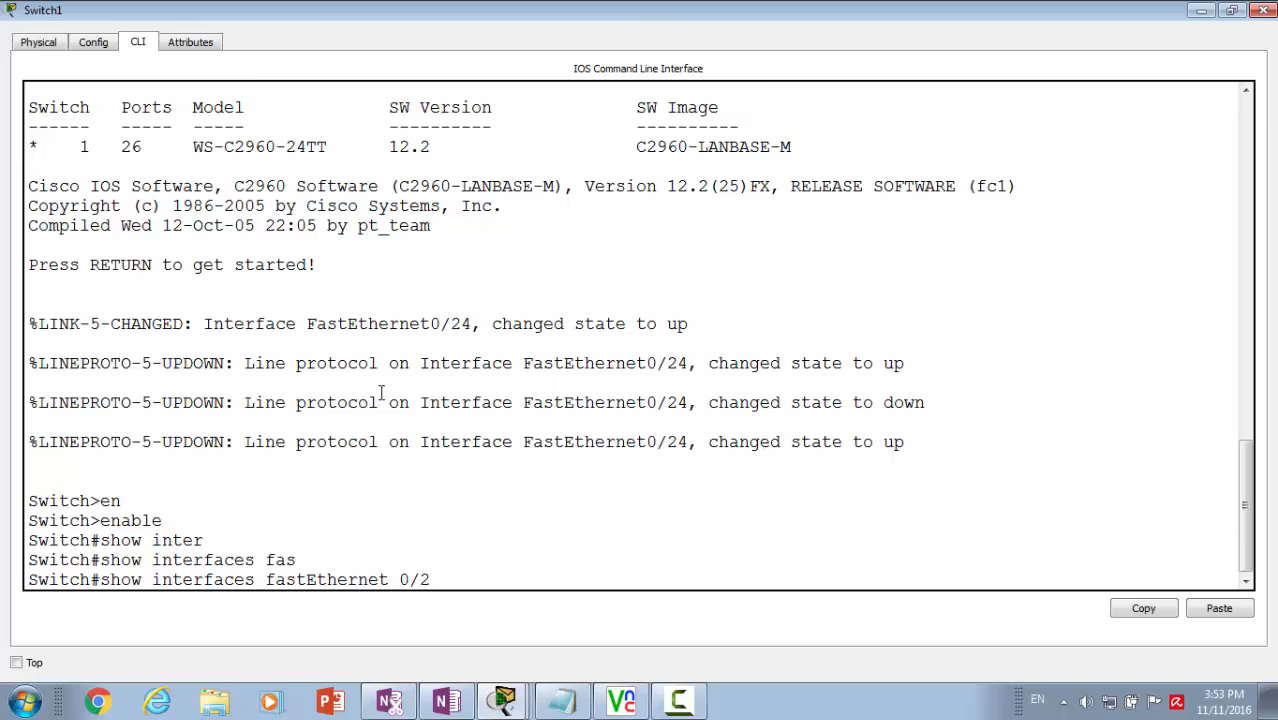 Switch1
Physical
Config
CLI
Attributes
IOS Command Line Interface
Switch   Ports  Model              SW Version              SW Image
------   -----  -----              ----------              ----------
*    1   26     WS-C2960-24TT      12.2                    C2960-LANBASE-M
Cisco IOS Software, C2960 Software (C2960-LANBASE-M), Version 12.2(25)FX, RELEASE SOFTWARE (fc1)
Copyright (c) 1986-2005 by Cisco Systems, Inc.
Compiled Wed 12-Oct-05 22:05 by pt_team
Press RETURN to get started!
%LINK-5-CHANGED: Interface FastEthernet0/24, changed state to up
%LINEPROTO-5-UPDOWN: Line protocol on Interface FastEthernet0/24, changed state to up
%LINEPROTO-5-UPDOWN: Line protocol on Interface FastEthernet0/24, changed state to down
%LINEPROTO-5-UPDOWN: Line protocol on Interface FastEthernet0/24, changed state to up
Switch>en
Switch>enable
Switch#show inter
Switch#show interfaces fas
Switch#show interfaces fastEthernet 0/2
Copy
Paste
Top
EN
3:53 PM
11/11/2016